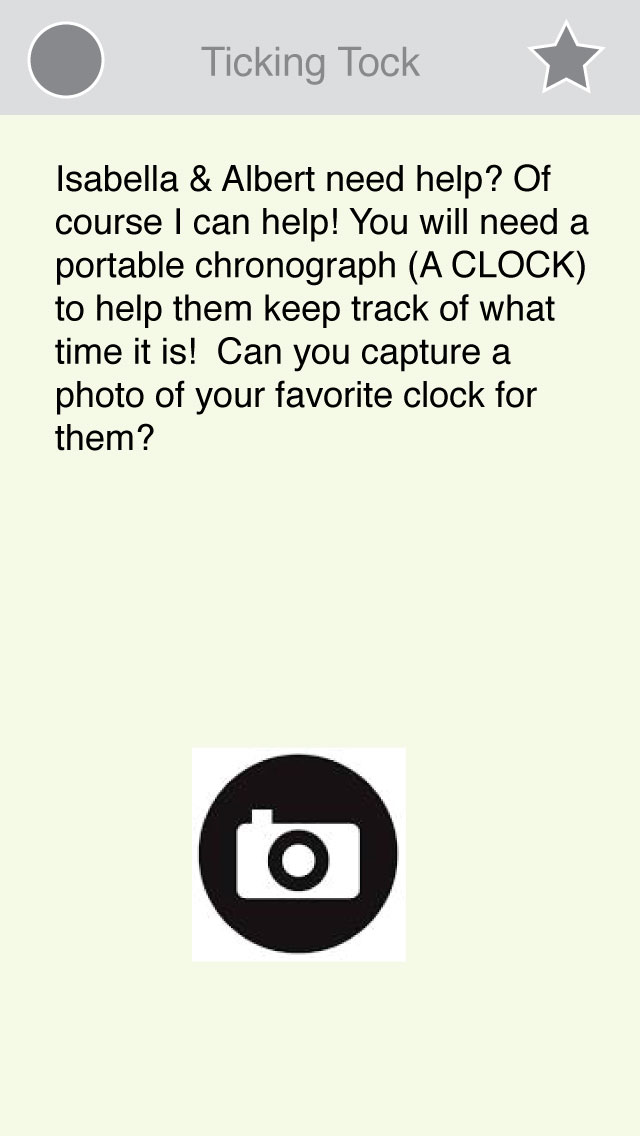 Ticking Tock
Isabella & Albert need help? Of
course I can help! You will need a
portable chronograph (A CLOCK)
to help them keep track of what
time it is!  Can you capture a
photo of your favorite clock for
them?